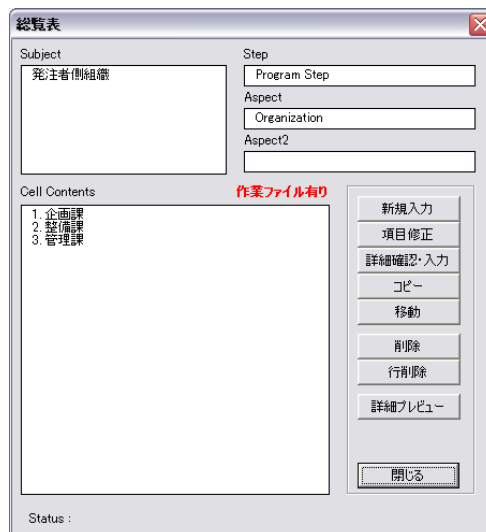 総覧表
Subject
発注者側組織
Step
Program Step
Aspect
Organization
Aspect2
Cell Contents
作業ファイル有り
1. 企画課
2. 整備課
3. 管理課
新規入力
項目修正
詳細確認・入力
コピー
移動
削除
行削除
詳細プレビュー
閉じる
Status :